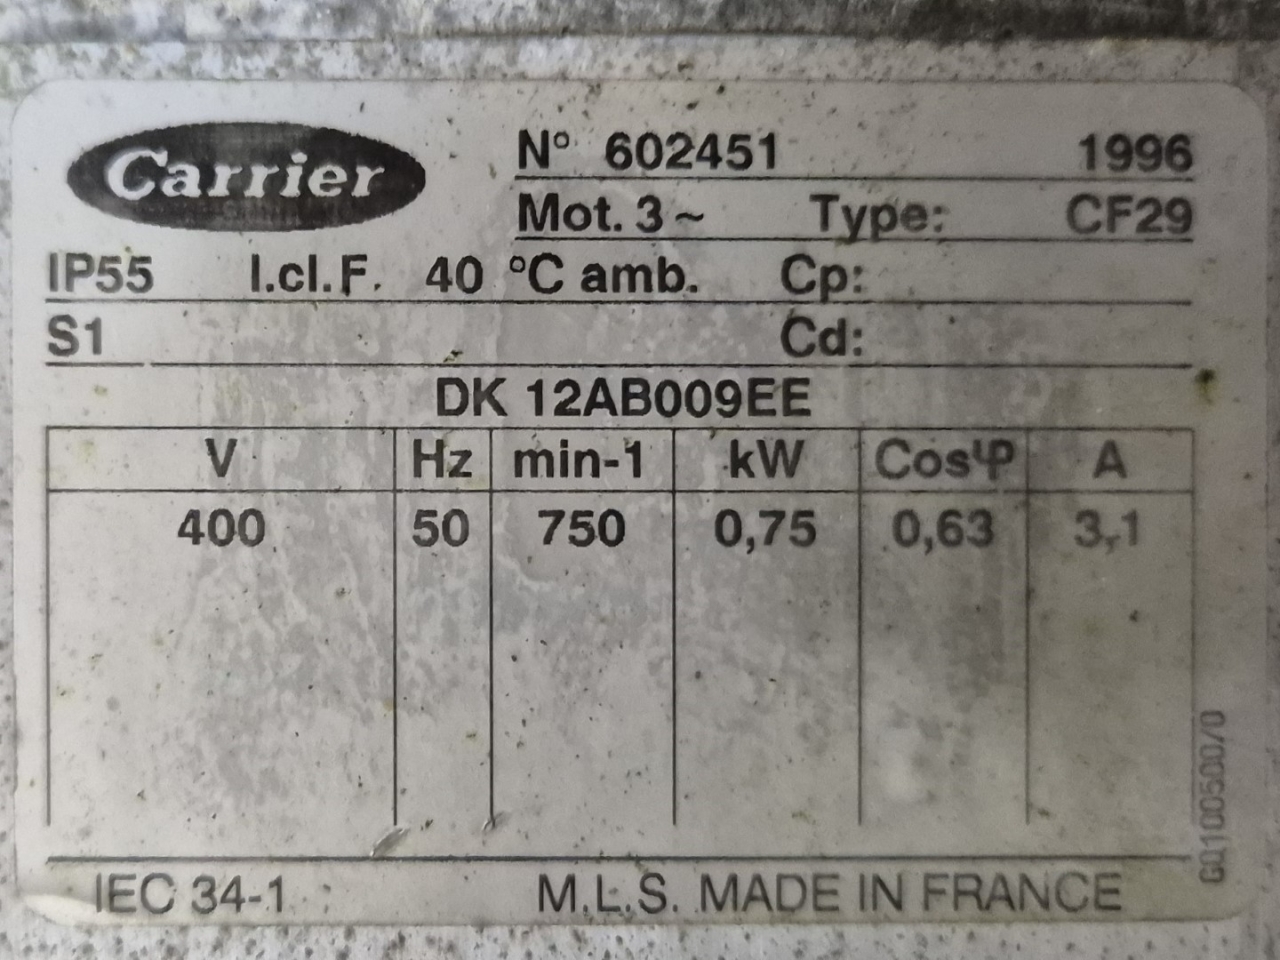 Carrier
N° 602451 1996
Mot. 3 ~ Type: CF29
IP55 I.cl.F. 40 °C amb. Cp:
S1 Cd:
DK 12AB009EE
V Hz min-1 kW Cosφ A
400 50 750 0,75 0,63 3,1
IEC 34-1
M.L.S. MADE IN FRANCE
GQ100500/0